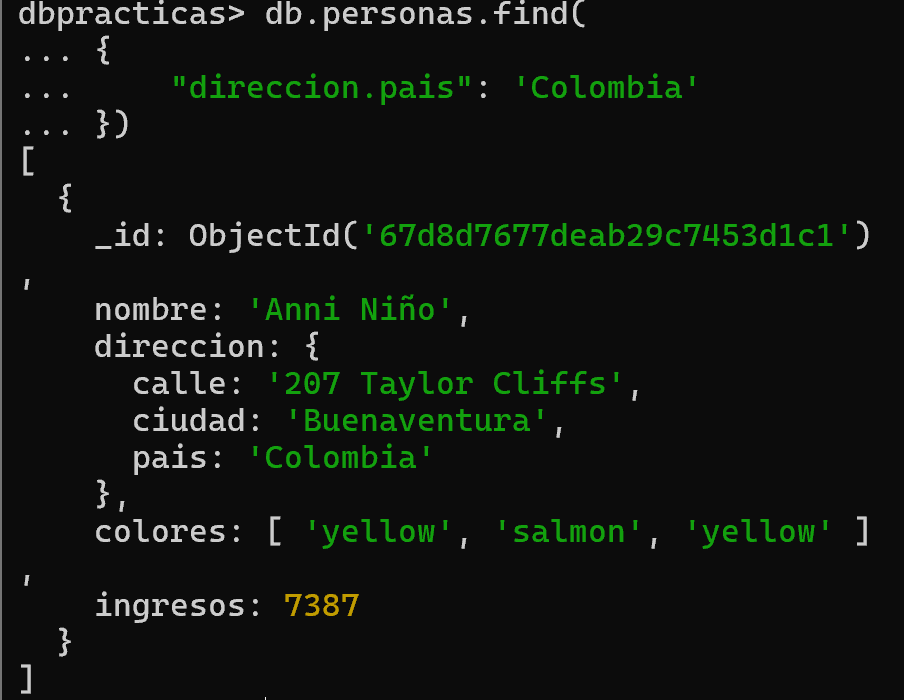 dbpracticas> db.personas.find(
... {
...     "direccion.pais": 'Colombia'
... })
[
  {
    _id: ObjectId('67d8d7677deab29c7453d1c1')
,
    nombre: 'Anni Niño',
    direccion: {
      calle: '207 Taylor Cliffs',
      ciudad: 'Buenaventura',
      pais: 'Colombia'
    },
    colores: [ 'yellow', 'salmon', 'yellow' ]
,
    ingresos: 7387
  }
]